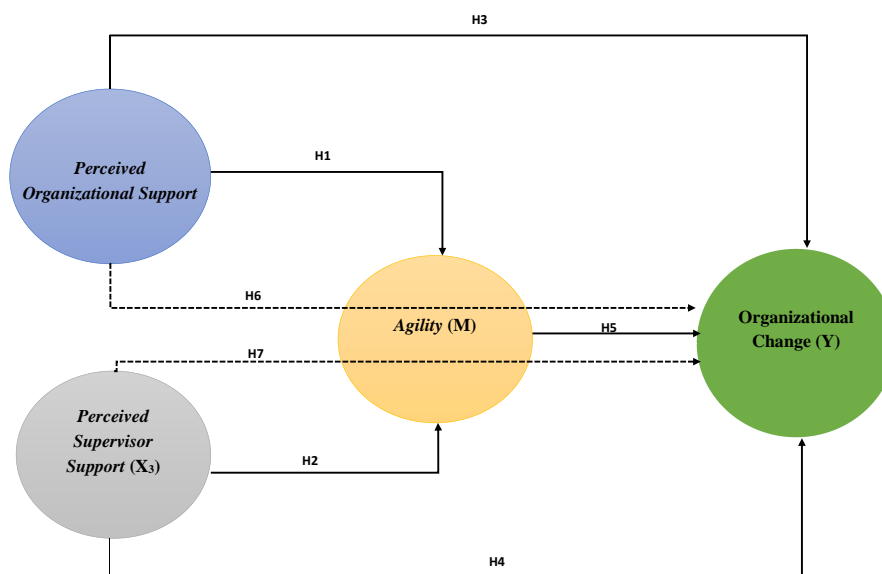 H3
H1
Perceived
Organizational Support
H6
Agility (M)
H5
Organizational
Change (Y)
H7
Perceived
Supervisor
Support (X₃)
H2
H4